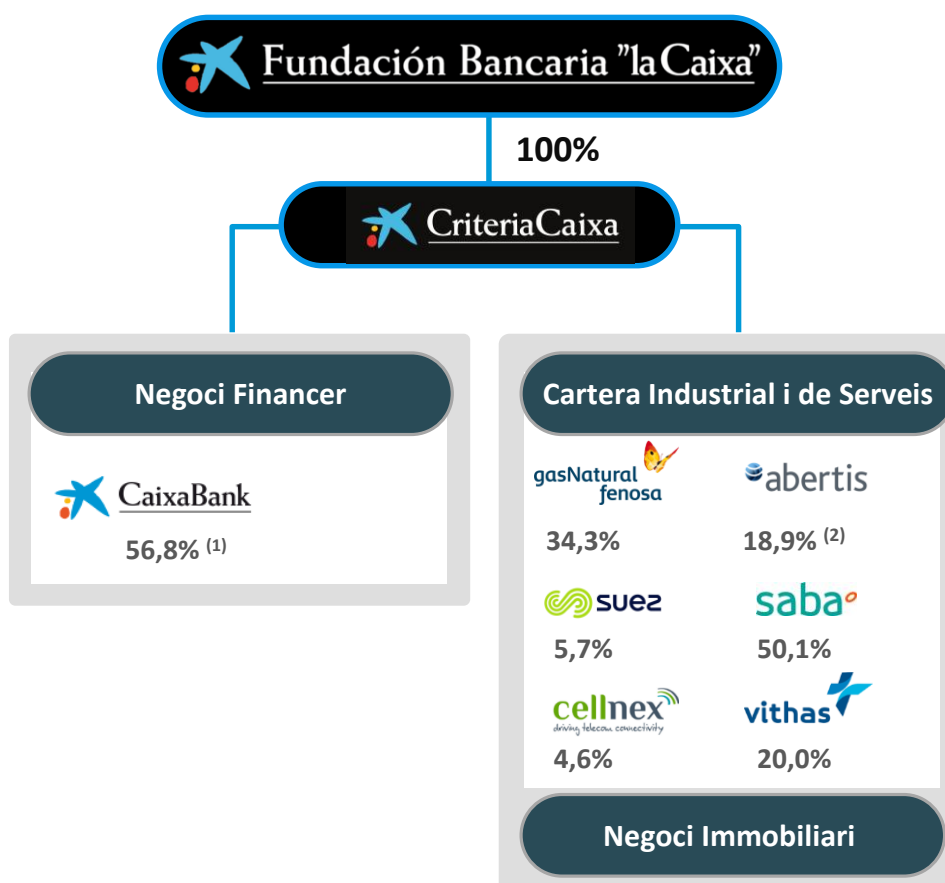 Fundación Bancaria "la Caixa"
100%
CriteriaCaixa
Negoci Financer
CaixaBank
56,8% (1)
Cartera Industrial i de Serveis
gasNatural
fenosa
34,3%
abertis
18,9% (2)
suez
5,7%
saba
50,1%
cellnex
driving telecom connectivity
4,6%
vithas
20,0%
Negoci Immobiliari